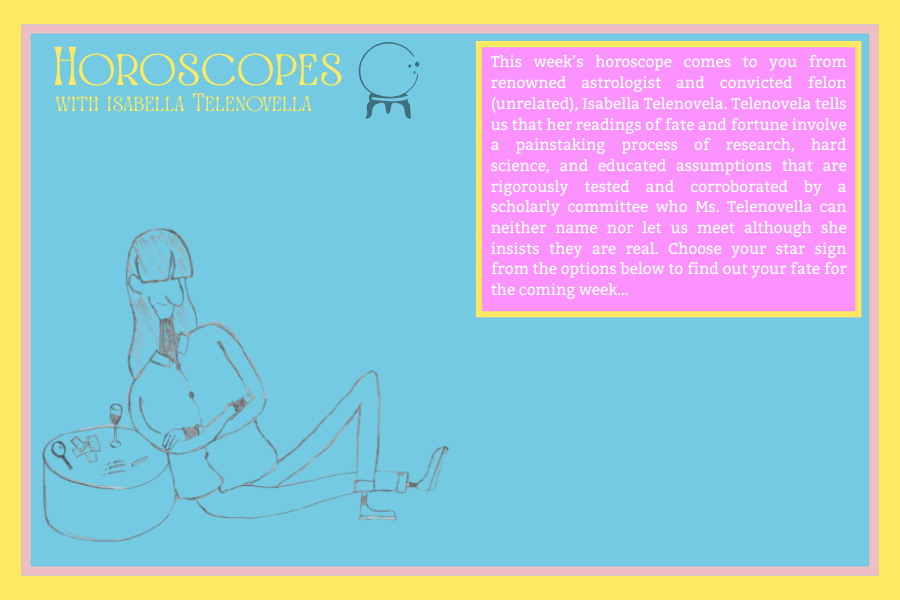 HOROSCOPES
WITH ISABELLA TELENOVELLA
This week's horoscope comes to you from
renowned astrologist and convicted felon
(unrelated), Isabella Telenovela. Telenovela tells
us that her readings of fate and fortune involve
a painstaking process of research, hard
science, and educated assumptions that are
rigorously tested and corroborated by a
scholarly committee who Ms. Telenovella can
neither name nor let us meet although she
insists they are real. Choose your star sign
from the options below to find out your fate for
the coming week...